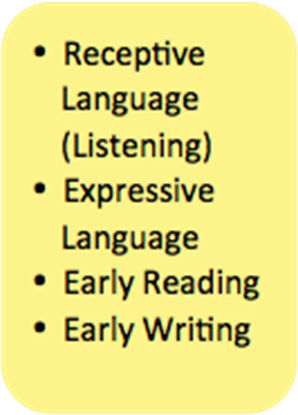 • Receptive
Language
(Listening)
• Expressive
Language
• Early Reading
• Early Writing